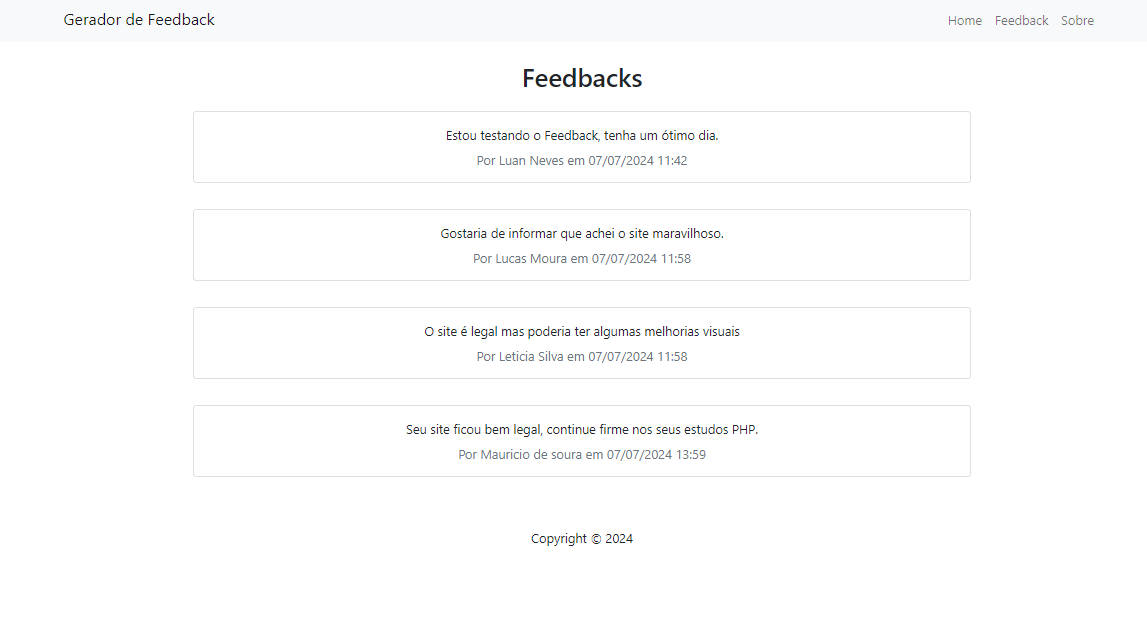 Gerador de Feedback
Home Feedback Sobre
Feedbacks
Estou testando o Feedback, tenha um ótimo dia.
Por Luan Neves em 07/07/2024 11:42
Gostaria de informar que achei o site maravilhoso.
Por Lucas Moura em 07/07/2024 11:58
O site é legal mas poderia ter algumas melhorias visuais
Por Leticia Silva em 07/07/2024 11:58
Seu site ficou bem legal, continue firme nos seus estudos PHP.
Por Mauricio de soura em 07/07/2024 13:59
Copyright © 2024